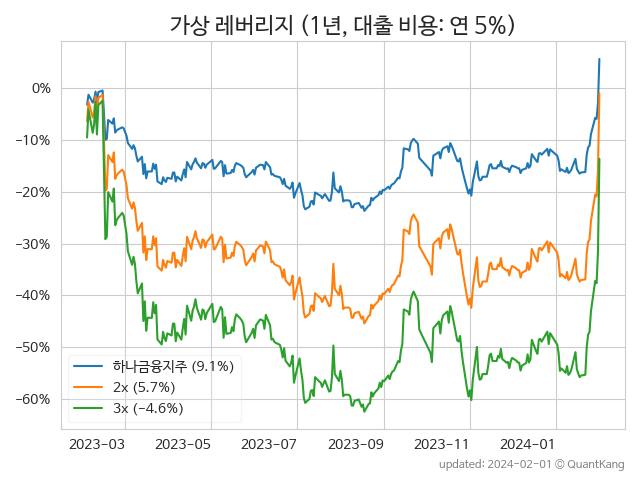 가상 레버리지 (1년, 대출 비용: 연 5%)
0%
−10%
−20%
−30%
−40%
−50%
−60%
하나금융지주 (9.1%)
2x (5.7%)
3x (−4.6%)
2023-03 2023-05 2023-07 2023-09 2023-11 2024-01
updated: 2024-02-01 © QuantKang